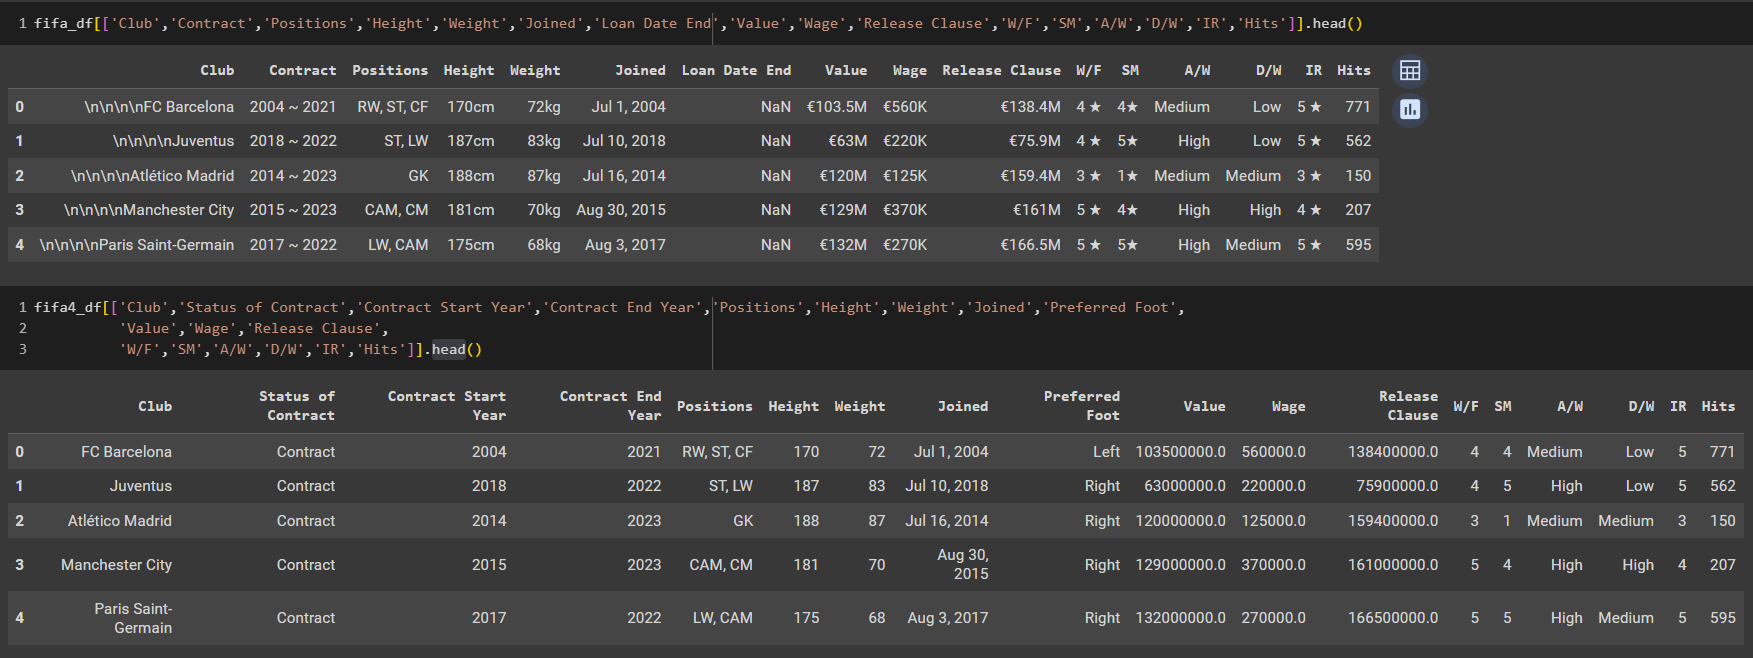 1 fifa_df[['Club','Contract','Positions','Height','Weight','Joined','Loan Date End','Value','Wage','Release Clause','W/F','SM','A/W','D/W','IR','Hits']].head()
Club Contract Positions Height Weight Joined Loan Date End Value Wage Release Clause W/F SM A/W D/W IR Hits
0 \n\n\n\nFC Barcelona 2004 ~ 2021 RW, ST, CF 170cm 72kg Jul 1, 2004 NaN €103.5M €560K €138.4M 4 ★ 4★ Medium Low 5 ★ 771
1 \n\n\n\nJuventus 2018 ~ 2022 ST, LW 187cm 83kg Jul 10, 2018 NaN €63M €220K €75.9M 4 ★ 5★ High Low 5 ★ 562
2 \n\n\n\nAtlético Madrid 2014 ~ 2023 GK 188cm 87kg Jul 16, 2014 NaN €120M €125K €159.4M 3 ★ 1★ Medium Medium 3 ★ 150
3 \n\n\n\nManchester City 2015 ~ 2023 CAM, CM 181cm 70kg Aug 30, 2015 NaN €129M €370K €161M 5 ★ 4★ High High 4 ★ 207
4 \n\n\n\nParis Saint-Germain 2017 ~ 2022 LW, CAM 175cm 68kg Aug 3, 2017 NaN €132M €270K €166.5M 5 ★ 5★ High Medium 5 ★ 595
1 fifa4_df[['Club','Status of Contract','Contract Start Year','Contract End Year','Positions','Height','Weight','Joined','Preferred Foot',
2 'Value','Wage','Release Clause',
3 'W/F','SM','A/W','D/W','IR','Hits']].head()
Club Status of Contract Contract Start Year Contract End Year Positions Height Weight Joined Preferred Foot Value Wage Release Clause W/F SM A/W D/W IR Hits
0 FC Barcelona Contract 2004 2021 RW, ST, CF 170 72 Jul 1, 2004 Left 103500000.0 560000.0 138400000.0 4 4 Medium Low 5 771
1 Juventus Contract 2018 2022 ST, LW 187 83 Jul 10, 2018 Right 63000000.0 220000.0 75900000.0 4 5 High Low 5 562
2 Atlético Madrid Contract 2014 2023 GK 188 87 Jul 16, 2014 Right 120000000.0 125000.0 159400000.0 3 1 Medium Medium 3 150
3 Manchester City Contract 2015 2023 CAM, CM 181 70 Aug 30, 2015 Right 129000000.0 370000.0 161000000.0 5 4 High High 4 207
4 Paris Saint-Germain Contract 2017 2022 LW, CAM 175 68 Aug 3, 2017 Right 132000000.0 270000.0 166500000.0 5 5 High Medium 5 595